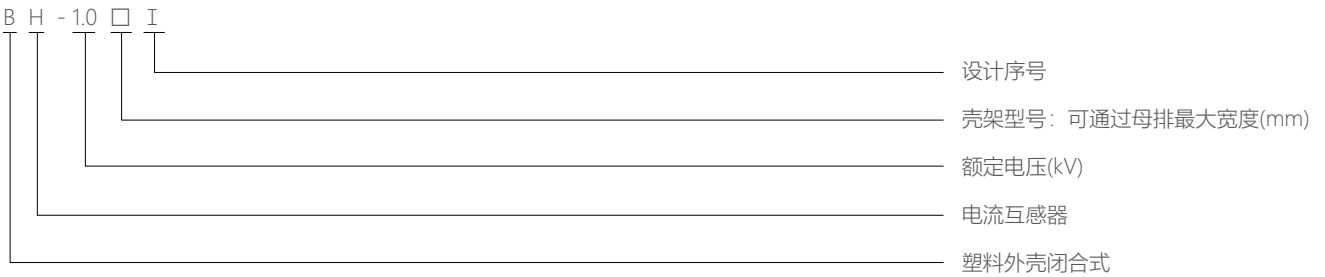 B H - 1.0 □ I
设计序号
壳架型号：可通过母排最大宽度(mm)
额定电压(kV)
电流互感器
塑料外壳闭合式